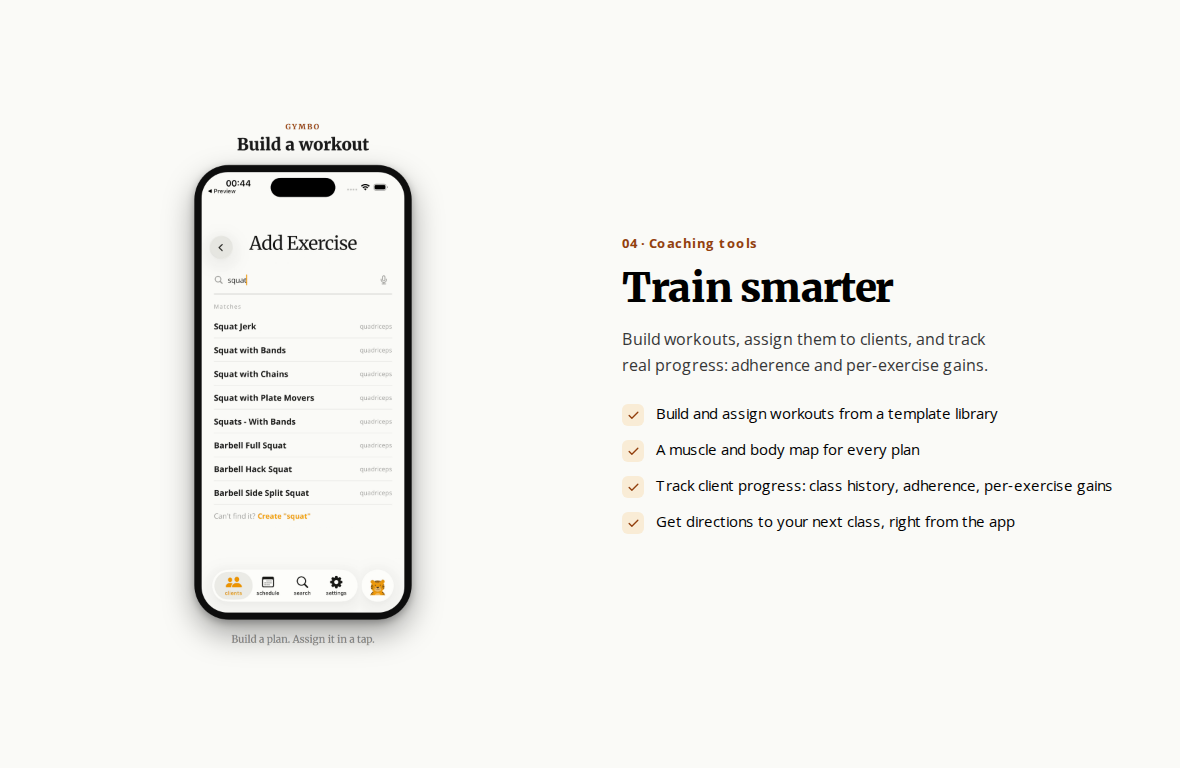 GYMBO
Build a workout
00:44
◀ Preview
Add Exercise
squat
Matches
Squat Jerk quadriceps
Squat with Bands quadriceps
Squat with Chains quadriceps
Squat with Plate Movers quadriceps
Squats - With Bands quadriceps
Barbell Full Squat quadriceps
Barbell Hack Squat quadriceps
Barbell Side Split Squat quadriceps
Can't find it? Create "squat"
clients schedule search settings
Build a plan. Assign it in a tap.
04 · Coaching tools
Train smarter
Build workouts, assign them to clients, and track
real progress: adherence and per-exercise gains.
Build and assign workouts from a template library
A muscle and body map for every plan
Track client progress: class history, adherence, per-exercise gains
Get directions to your next class, right from the app